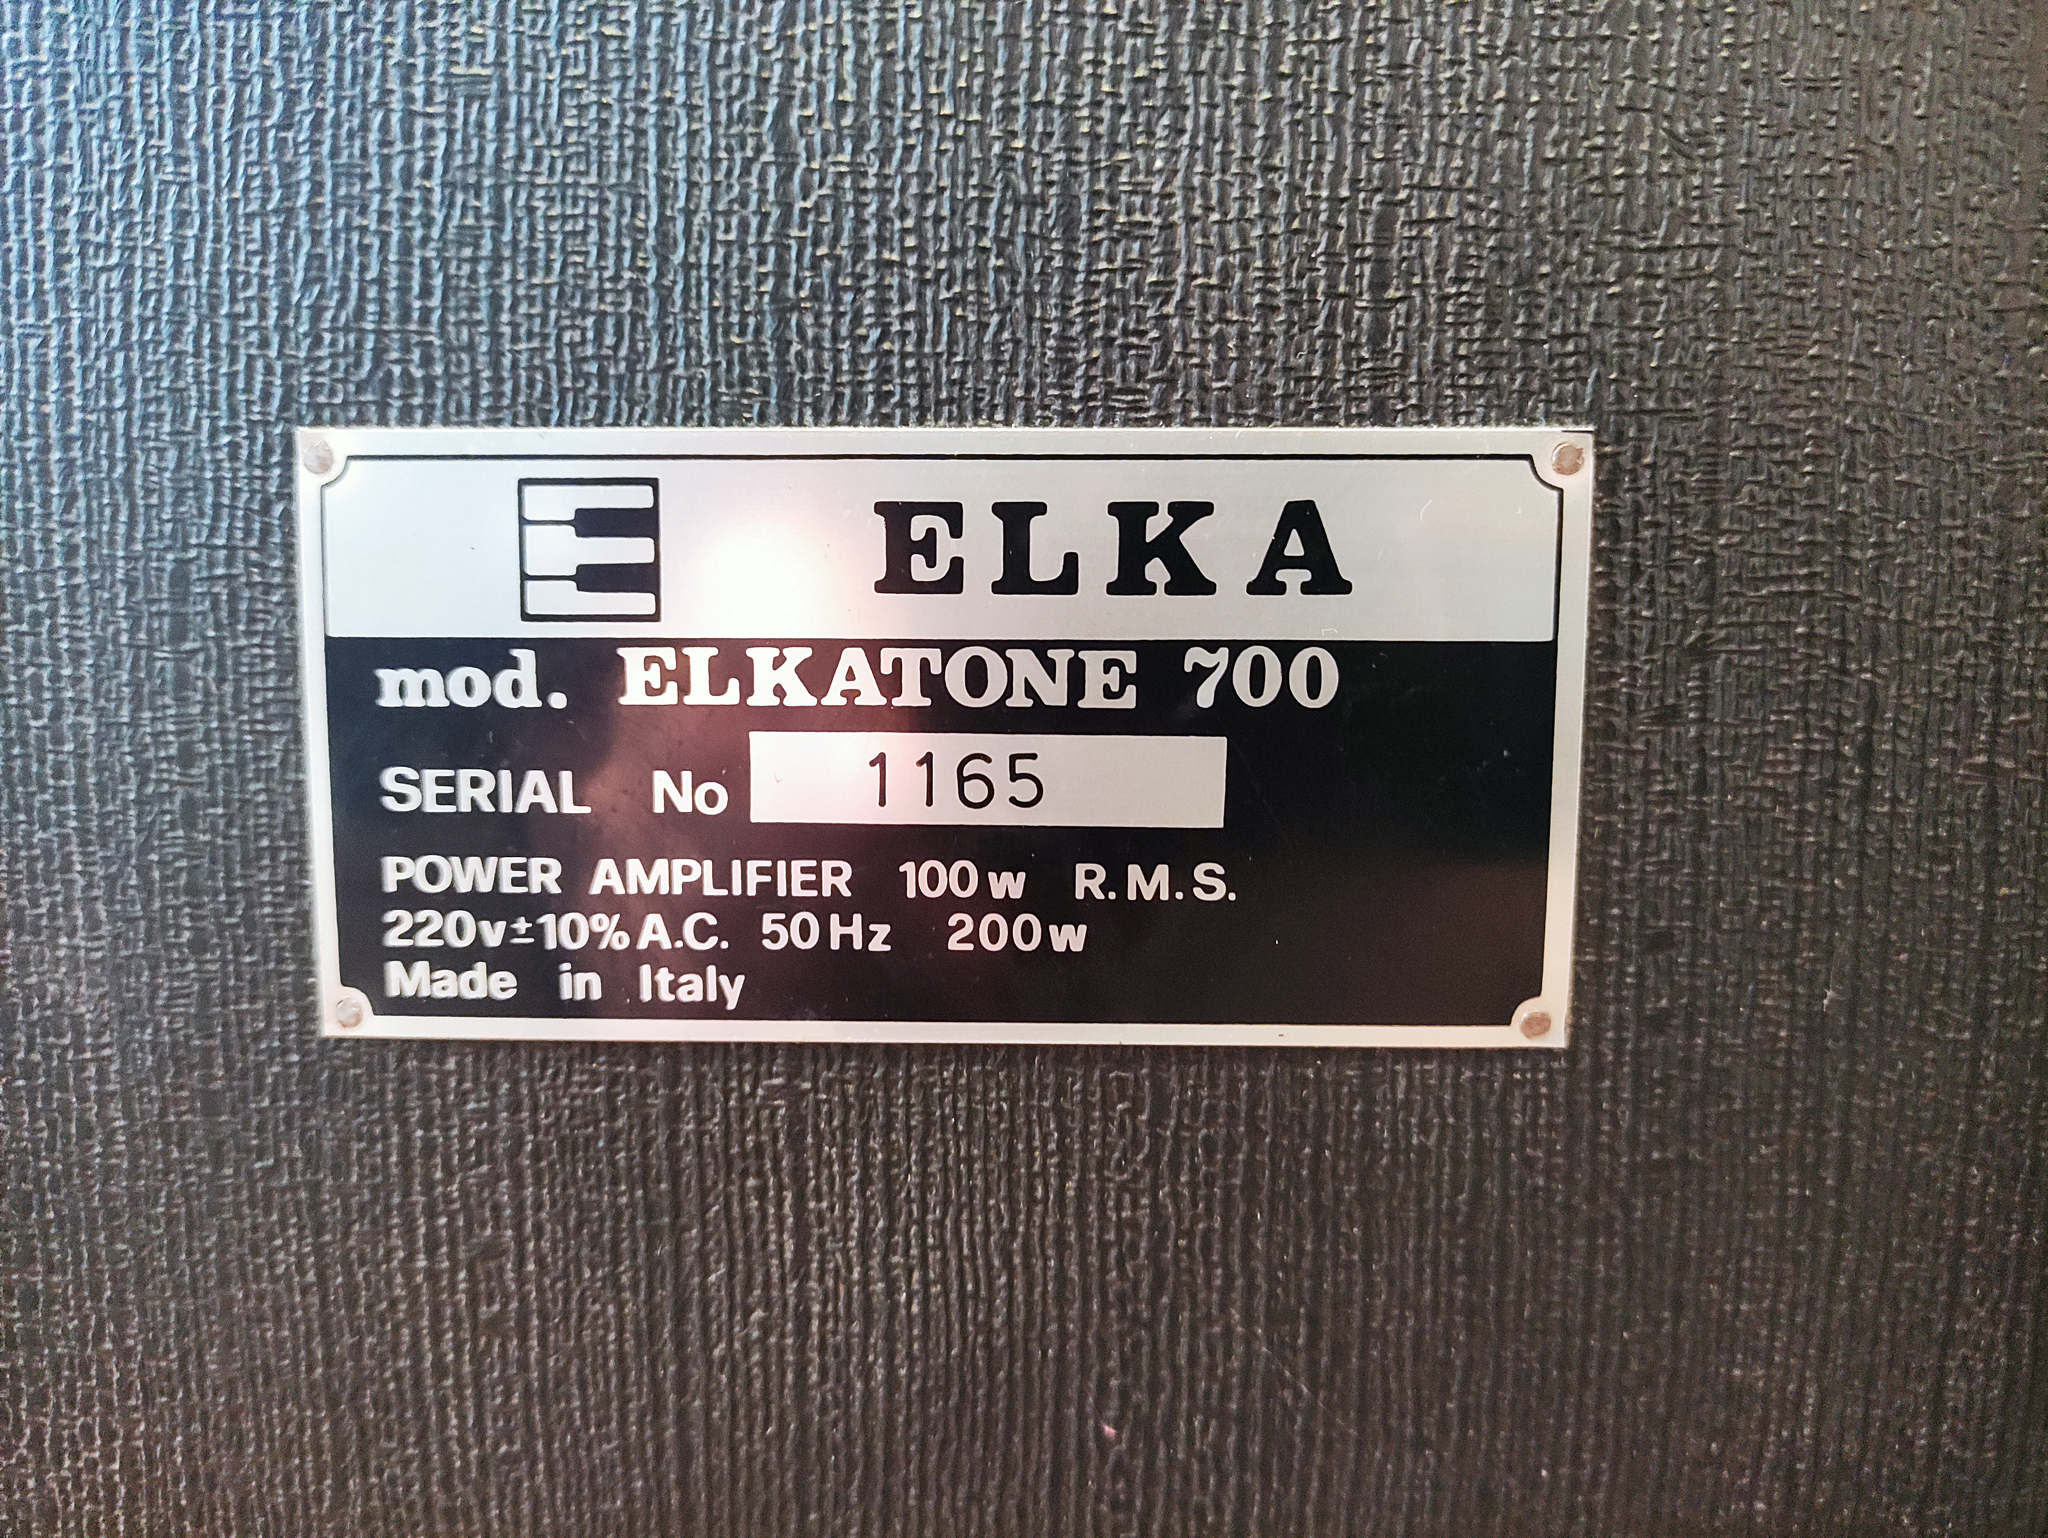 ELKA
mod. ELKATONE 700
SERIAL No 1165
POWER AMPLIFIER 100w R.M.S.
220v±10% A.C. 50Hz 200w
Made in Italy